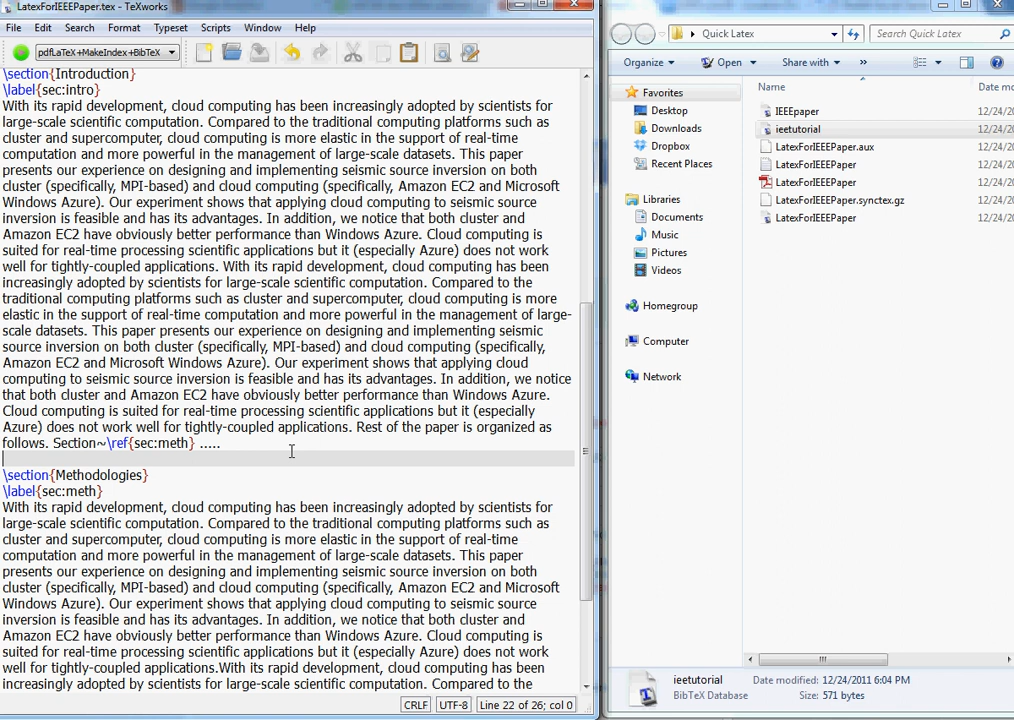 LatexForIEEEPaper.tex - TeXworks
File Edit Search Format Typeset Scripts Window Help
pdfLaTeX+MakeIndex+BibTeX
\section{Introduction}
\label{sec:intro}
With its rapid development, cloud computing has been increasingly adopted by scientists for
large-scale scientific computation. Compared to the traditional computing platforms such as
cluster and supercomputer, cloud computing is more elastic in the support of real-time
computation and more powerful in the management of large-scale datasets. This paper
presents our experience on designing and implementing seismic source inversion on both
cluster (specifically, MPI-based) and cloud computing (specifically, Amazon EC2 and Microsoft
Windows Azure). Our experiment shows that applying cloud computing to seismic source
inversion is feasible and has its advantages. In addition, we notice that both cluster and
Amazon EC2 have obviously better performance than Windows Azure. Cloud computing is
suited for real-time processing scientific applications but it (especially Azure) does not work
well for tightly-coupled applications. With its rapid development, cloud computing has been
increasingly adopted by scientists for large-scale scientific computation. Compared to the
traditional computing platforms such as cluster and supercomputer, cloud computing is more
elastic in the support of real-time computation and more powerful in the management of large-
scale datasets. This paper presents our experience on designing and implementing seismic
source inversion on both cluster (specifically, MPI-based) and cloud computing (specifically,
Amazon EC2 and Microsoft Windows Azure). Our experiment shows that applying cloud
computing to seismic source inversion is feasible and has its advantages. In addition, we notice
that both cluster and Amazon EC2 have obviously better performance than Windows Azure.
Cloud computing is suited for real-time processing scientific applications but it (especially
Azure) does not work well for tightly-coupled applications. Rest of the paper is organized as
follows. Section~\ref{sec:meth} .....
\section{Methodologies}
\label{sec:meth}
With its rapid development, cloud computing has been increasingly adopted by scientists for
large-scale scientific computation. Compared to the traditional computing platforms such as
cluster and supercomputer, cloud computing is more elastic in the support of real-time
computation and more powerful in the management of large-scale datasets. This paper
presents our experience on designing and implementing seismic source inversion on both
cluster (specifically, MPI-based) and cloud computing (specifically, Amazon EC2 and Microsoft
Windows Azure). Our experiment shows that applying cloud computing to seismic source
inversion is feasible and has its advantages. In addition, we notice that both cluster and
Amazon EC2 have obviously better performance than Windows Azure. Cloud computing is
suited for real-time processing scientific applications but it (especially Azure) does not work
well for tightly-coupled applications.With its rapid development, cloud computing has been
increasingly adopted by scientists for large-scale scientific computation. Compared to the
CRLF UTF-8 Line 22 of 26; col 0
Quick Latex
Search Quick Latex
Organize Open Share with »
Favorites
Desktop
Downloads
Dropbox
Recent Places
Libraries
Documents
Music
Pictures
Videos
Homegroup
Computer
Network
Name Date mo
IEEEpaper 12/24/20
ieetutorial 12/24/20
LatexForIEEEPaper.aux 12/24/20
LatexForIEEEPaper 12/24/20
LatexForIEEEPaper 12/24/20
LatexForIEEEPaper.synctex.gz 12/24/20
LatexForIEEEPaper 12/24/20
ieetutorial Date modified: 12/24/2011 6:04 PM
BibTeX Database Size: 571 bytes